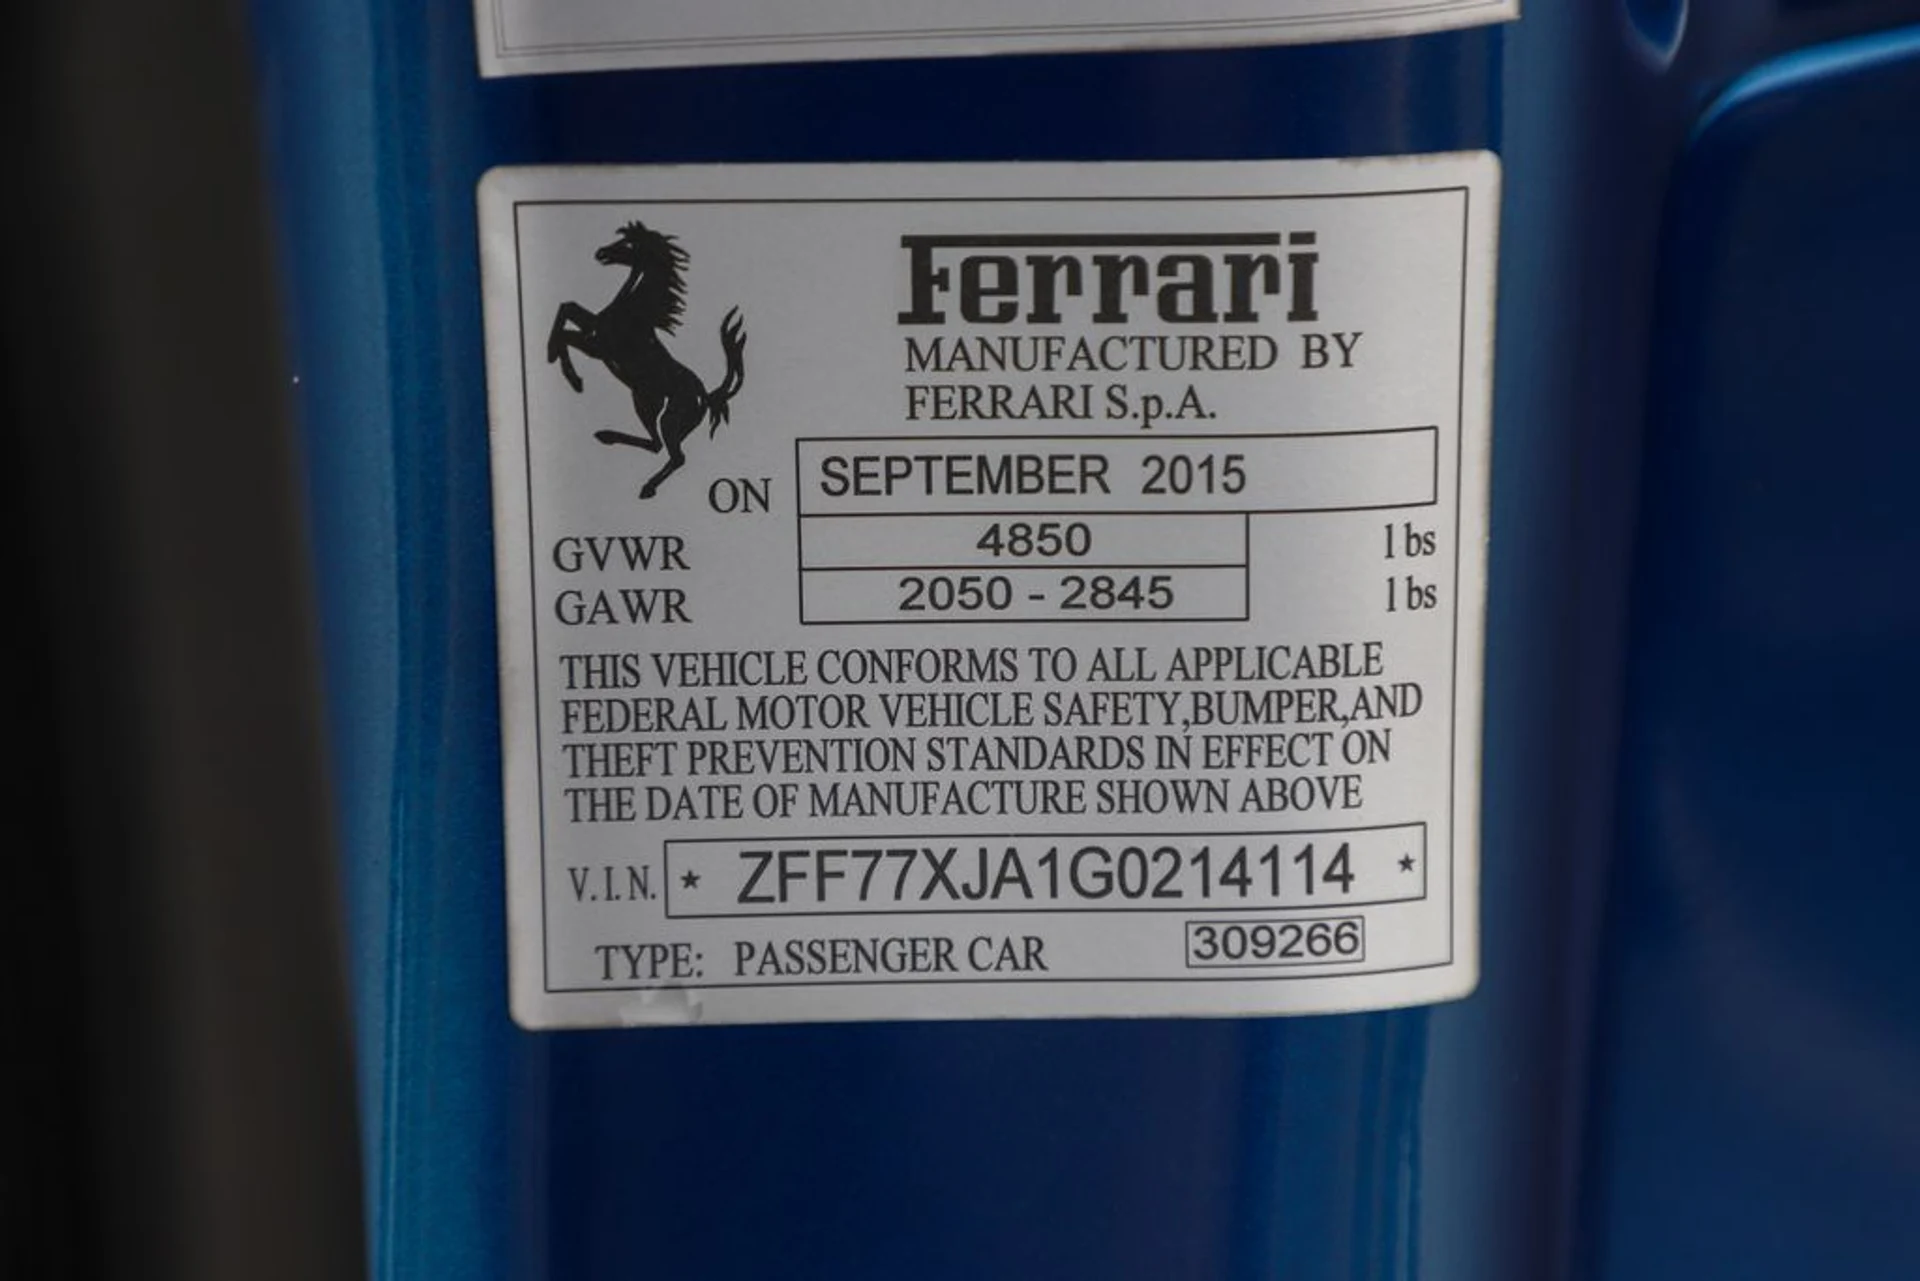 Ferrari
MANUFACTURED BY
FERRARI S.p.A.
ON SEPTEMBER 2015
GVWR 4850 lbs
GAWR 2050 - 2845 lbs
THIS VEHICLE CONFORMS TO ALL APPLICABLE
FEDERAL MOTOR VEHICLE SAFETY,BUMPER,AND
THEFT PREVENTION STANDARDS IN EFFECT ON
THE DATE OF MANUFACTURE SHOWN ABOVE
V.I.N. * ZFF77XJA1G0214114 *
TYPE: PASSENGER CAR 309266